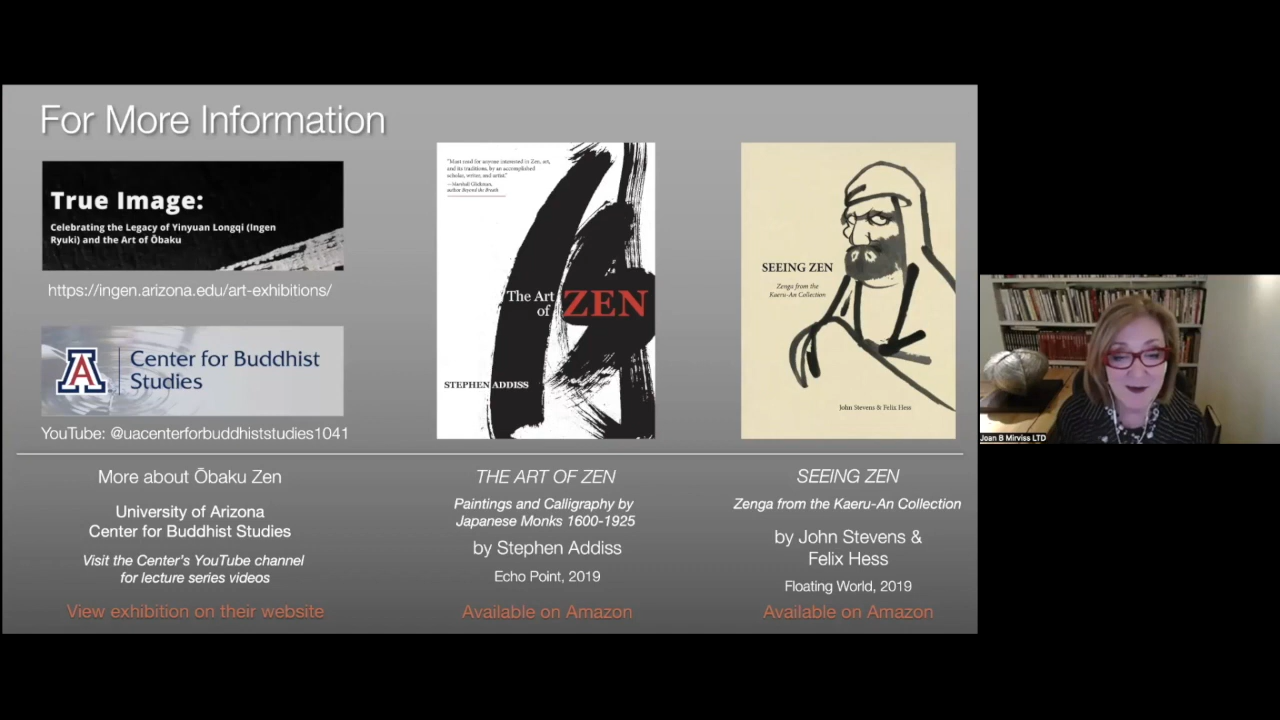 For More Information
True Image:
Celebrating the Legacy of Yinyuan Longqi (Ingen
Ryuki) and the Art of Ōbaku
https://ingen.arizona.edu/art-exhibitions/
A
Center for Buddhist
Studies
YouTube: @uacenterforbuddhiststudies1041
More about Ōbaku Zen
University of Arizona
Center for Buddhist Studies
Visit the Center's YouTube channel
for lecture series videos
View exhibition on their website
"Must read for anyone interested in Zen, art,
and its traditions, by an accomplished
scholar, writer, and artist."
—Marshall Glickman,
author Beyond the Breath
The Art
of ZEN
STEPHEN ADDISS
THE ART OF ZEN
Paintings and Calligraphy by
Japanese Monks 1600-1925
by Stephen Addiss
Echo Point, 2019
Available on Amazon
SEEING ZEN
Zenga from the
Kaeru-An Collection
John Stevens & Felix Hess
SEEING ZEN
Zenga from the Kaeru-An Collection
by John Stevens &
Felix Hess
Floating World, 2019
Available on Amazon
Joan B Mirviss LTD